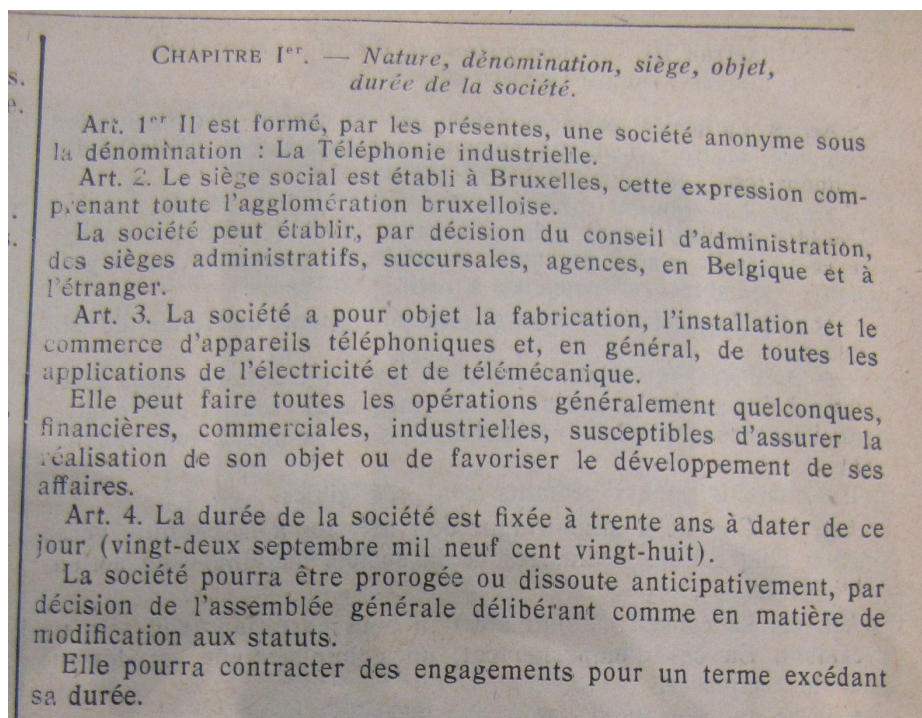 CHAPITRE Ier. — Nature, dénomination, siège, objet,
durée de la société.
Art. 1er Il est formé, par les présentes, une société anonyme sous
la dénomination : La Téléphonie industrielle.
Art. 2. Le siège social est établi à Bruxelles, cette expression com-
prenant toute l'agglomération bruxelloise.
La société peut établir, par décision du conseil d'administration,
des sièges administratifs, succursales, agences, en Belgique et à
l'étranger.
Art. 3. La société a pour objet la fabrication, l'installation et le
commerce d'appareils téléphoniques et, en général, de toutes les
applications de l'électricité et de télémécanique.
Elle peut faire toutes les opérations généralement quelconques,
financières, commerciales, industrielles, susceptibles d'assurer la
réalisation de son objet ou de favoriser le développement de ses
affaires.
Art. 4. La durée de la société est fixée à trente ans à dater de ce
jour (vingt-deux septembre mil neuf cent vingt-huit).
La société pourra être prorogée ou dissoute anticipativement, par
décision de l'assemblée générale délibérant comme en matière de
modification aux statuts.
Elle pourra contracter des engagements pour un terme excédant
sa durée.